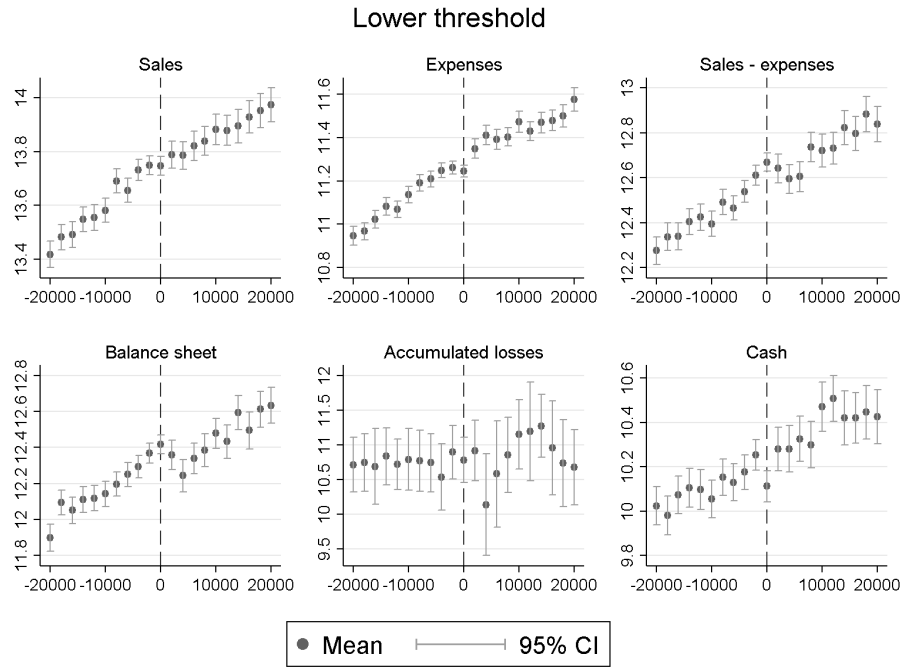 Lower threshold
Sales
14
13.8
13.6
13.4
-20000 -10000 0 10000 20000
Expenses
11.6
11.4
11.2
11
10.8
-20000 -10000 0 10000 20000
Sales - expenses
13
12.8
12.6
12.4
12.2
-20000 -10000 0 10000 20000
Balance sheet
12.8
12.6
12.4
12.2
12
11.8
-20000 -10000 0 10000 20000
Accumulated losses
12
11.5
11
10.5
10
9.5
-20000 -10000 0 10000 20000
Cash
10.6
10.4
10.2
10
9.8
-20000 -10000 0 10000 20000
Mean 95% CI